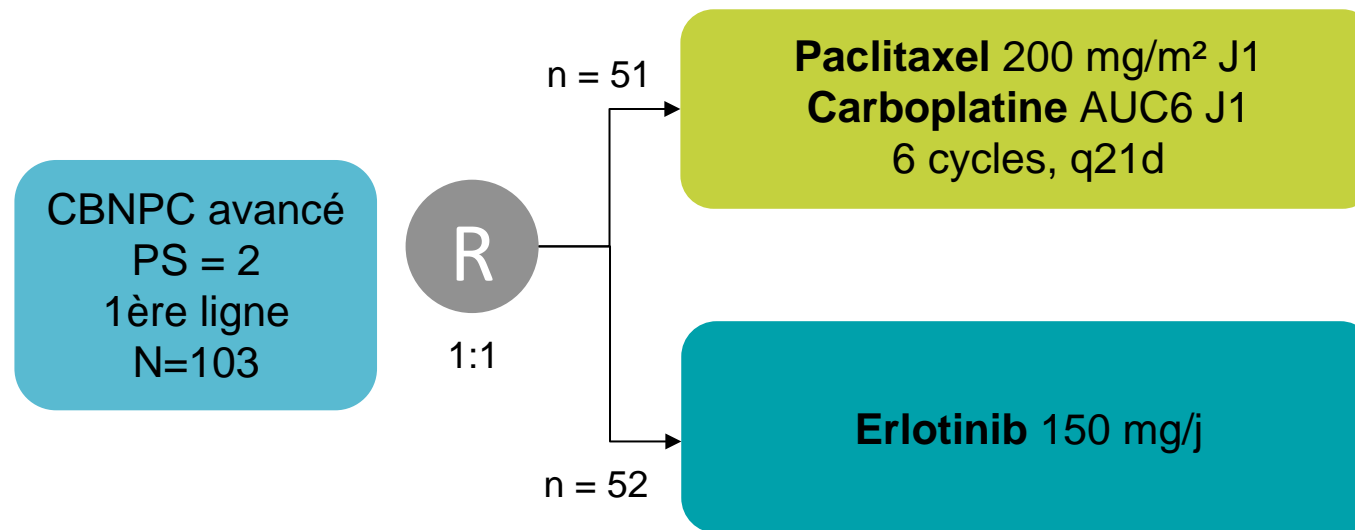 CBNPC avancé
PS = 2
1ère ligne
N=103
R
1:1
n = 51
Paclitaxel 200 mg/m² J1
Carboplatine AUC6 J1
6 cycles, q21d
n = 52
Erlotinib 150 mg/j